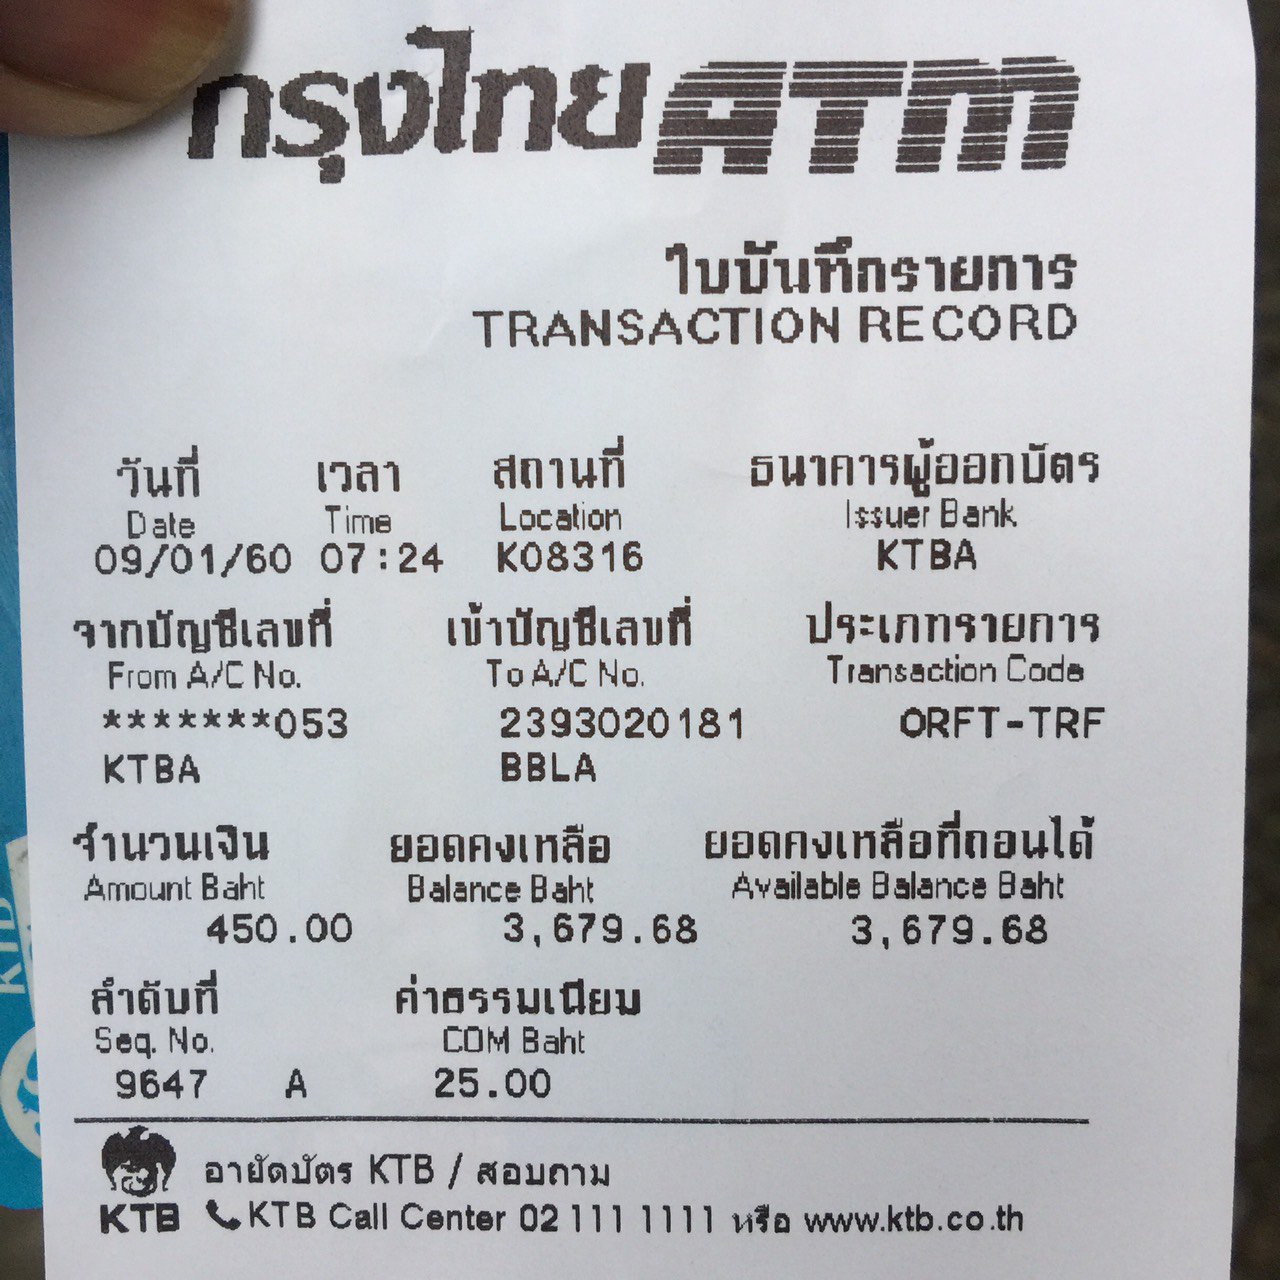 กรุงไทย ATM
ใบบันทึกรายการ
TRANSACTION RECORD
วันที่ เวลา สถานที่ ธนาคารผู้ออกบัตร
Date Time Location Issuer Bank
09/01/60 07:24 K08316 KTBA
จากบัญชีเลขที่ เข้าบัญชีเลขที่ ประเภทรายการ
From A/C No. To A/C No. Transaction Code
*******053 2393020181 ORFT-TRF
KTBA BBLA
จำนวนเงิน ยอดคงเหลือ ยอดคงเหลือที่ถอนได้
Amount Baht Balance Baht Available Balance Baht
450.00 3,679.68 3,679.68
ลำดับที่ ค่าธรรมเนียม
Seq. No. COM Baht
9647 A 25.00
อายัดบัตร KTB / สอบถาม
KTB KTB Call Center 02 111 1111 หรือ www.ktb.co.th
KTB